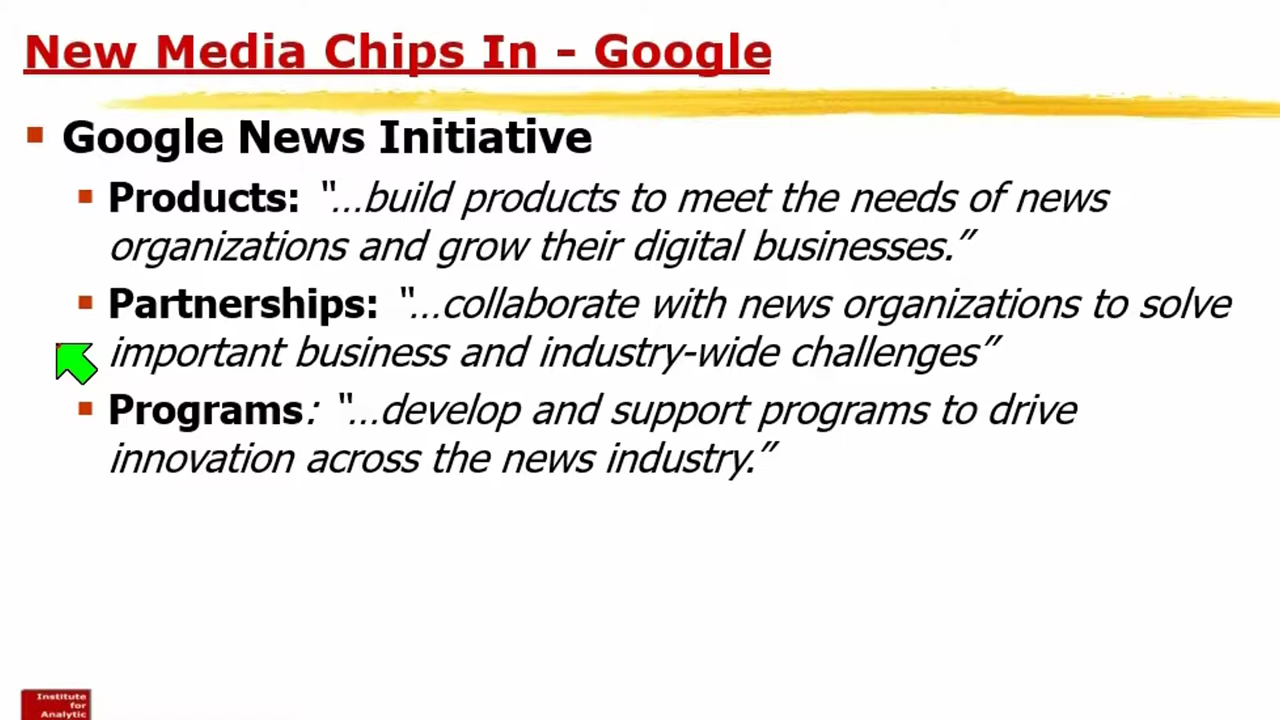 New Media Chips In - Google
Google News Initiative
Products: “…build products to meet the needs of news
organizations and grow their digital businesses.”
Partnerships: “…collaborate with news organizations to solve
important business and industry-wide challenges”
Programs: “…develop and support programs to drive
innovation across the news industry.”
Institute
for
Analytic